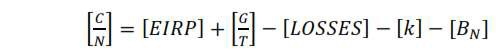 [C/N] = [EIRP] + [G/T] − [LOSSES] − [k] − [B_N]